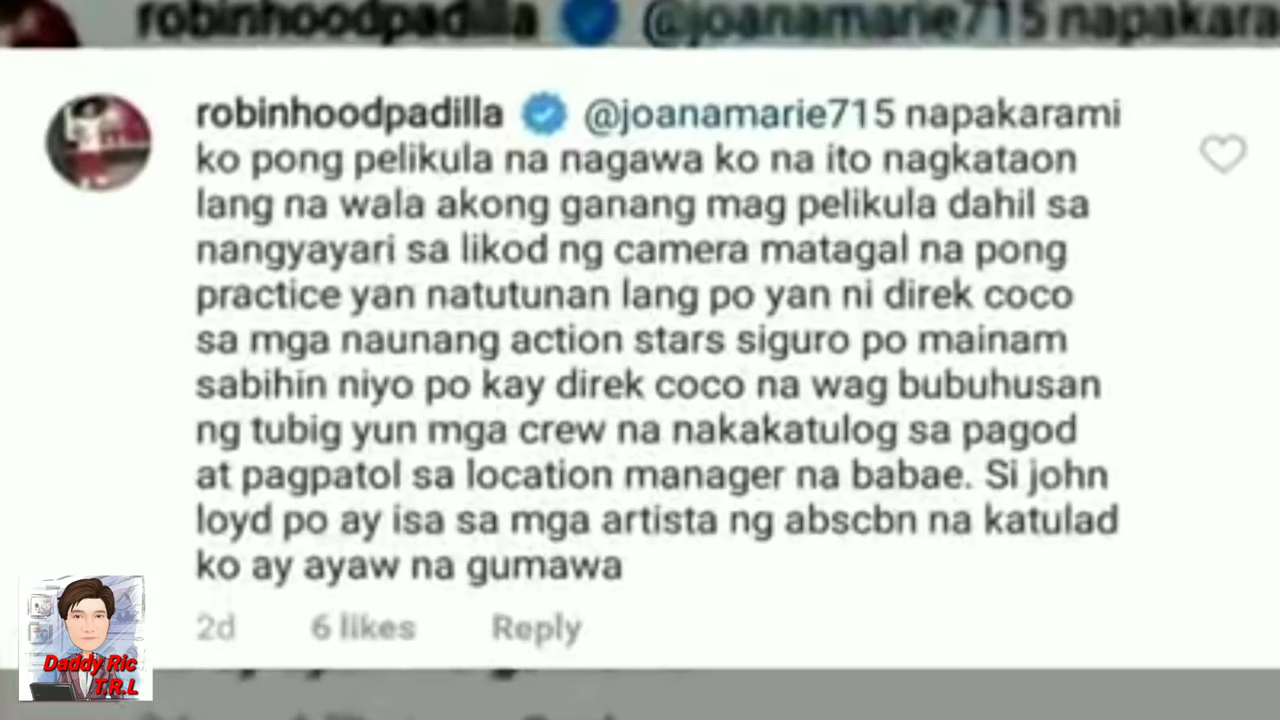 robinhoodpadilla @joanamarie715 napakara
robinhoodpadilla @joanamarie715 napakarami
ko pong pelikula na nagawa ko na ito nagkataon
lang na wala akong ganang mag pelikula dahil sa
nangyayari sa likod ng camera matagal na pong
practice yan natutunan lang po yan ni direk coco
sa mga naunang action stars siguro po mainam
sabihin niyo po kay direk coco na wag bubuhusan
ng tubig yun mga crew na nakakatulog sa pagod
at pagpatol sa location manager na babae. Si john
loyd po ay isa sa mga artista ng abscbn na katulad
ko ay ayaw na gumawa
2d 6 likes Reply
Daddy Ric
T.R.L